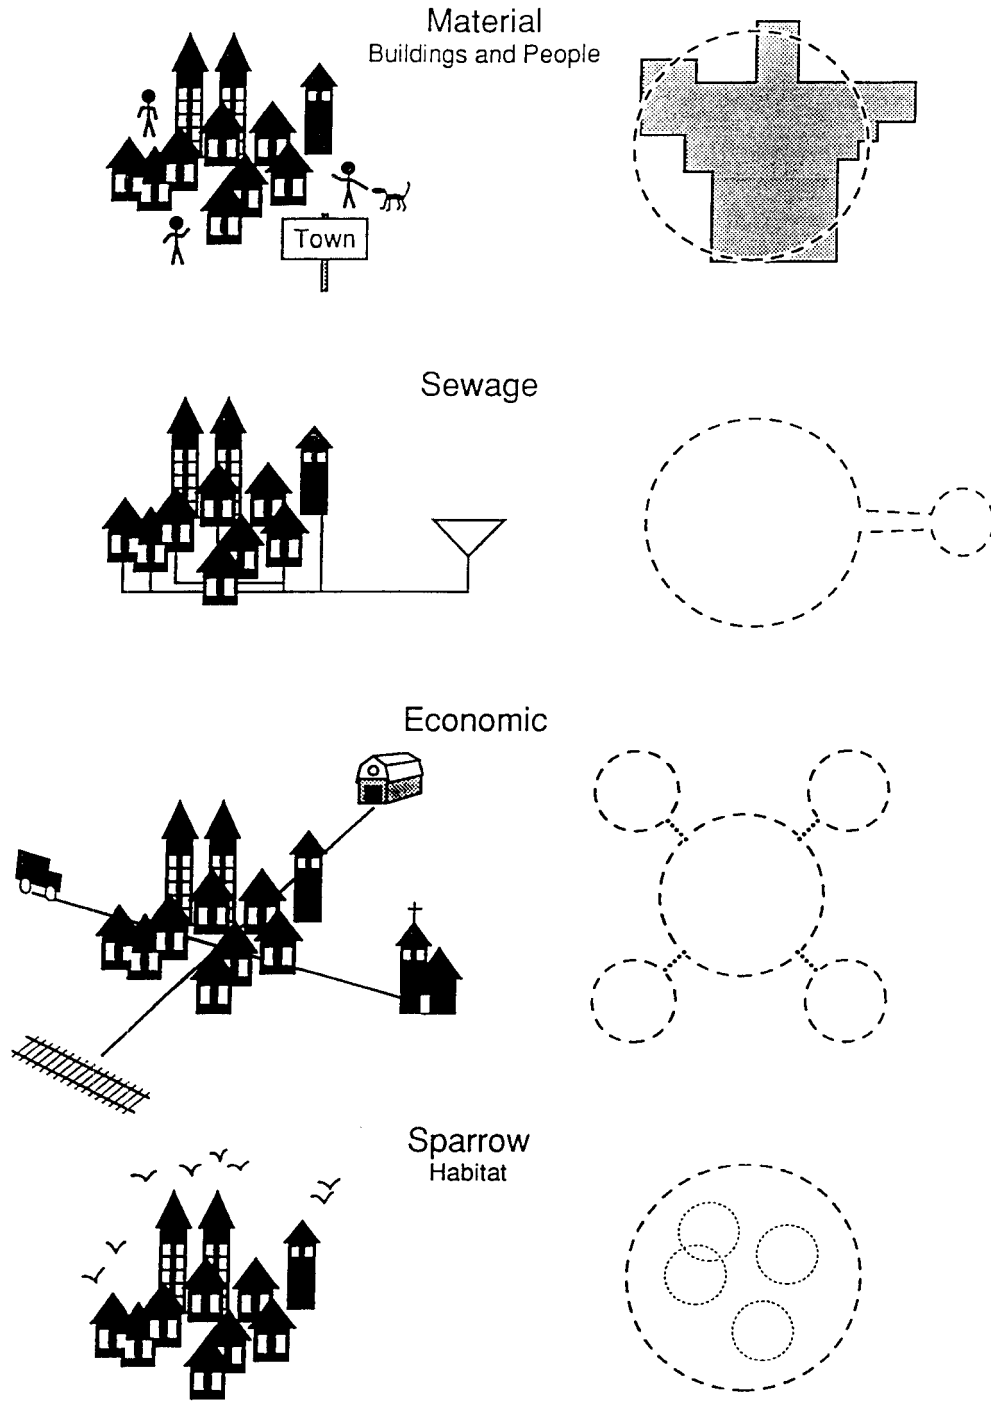 Material
Buildings and People
Town
Sewage
Economic
Sparrow
Habitat